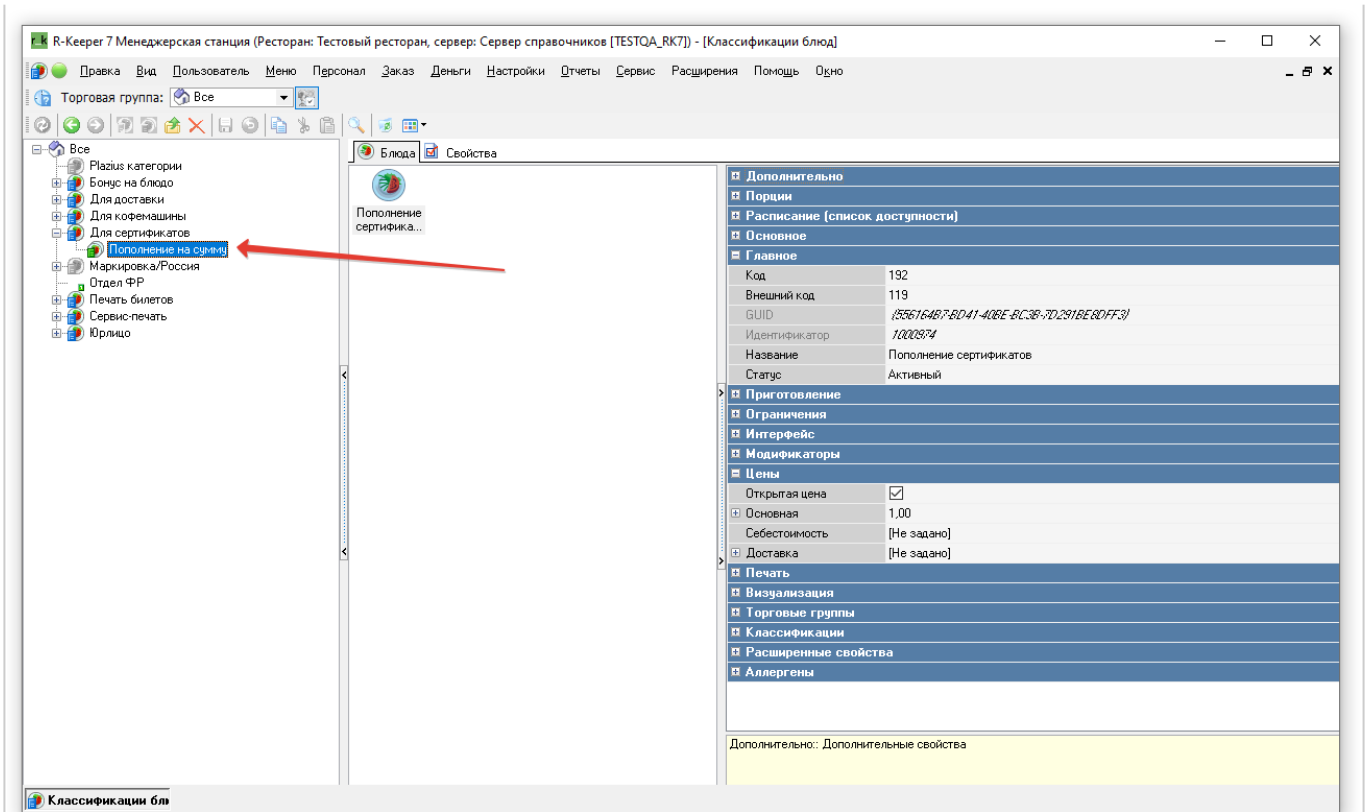 r_k R-Keeper 7 Менеджерская станция (Ресторан: Тестовый ресторан, сервер: Сервер справочников [TESTQA_RK7]) - [Классификации блюд]
Правка Вид Пользователь Меню Персонал Заказ Деньги Настройки Отчеты Сервис Расширения Помощь Окно
Торговая группа: Все
Все
Plazius категории
Бонус на блюдо
Для доставки
Для кофемашины
Для сертификатов
Пополнение на сумму
Маркировка/Россия
Отдел ФР
Печать билетов
Сервис-печать
Юрлицо
Блюда Свойства
Пополнение
сертифика...
Дополнительно
Порции
Расписание (список доступности)
Основное
Главное
Код 192
Внешний код 119
GUID {556164B7-BD41-40BE-BC3B-7D291BE8DFF3}
Идентификатор 1000974
Название Пополнение сертификатов
Статус Активный
Приготовление
Ограничения
Интерфейс
Модификаторы
Цены
Открытая цена
Основная 1,00
Себестоимость [Не задано]
Доставка [Не задано]
Печать
Визуализация
Торговые группы
Классификации
Расширенные свойства
Аллергены
Дополнительно:: Дополнительные свойства
Классификации блю